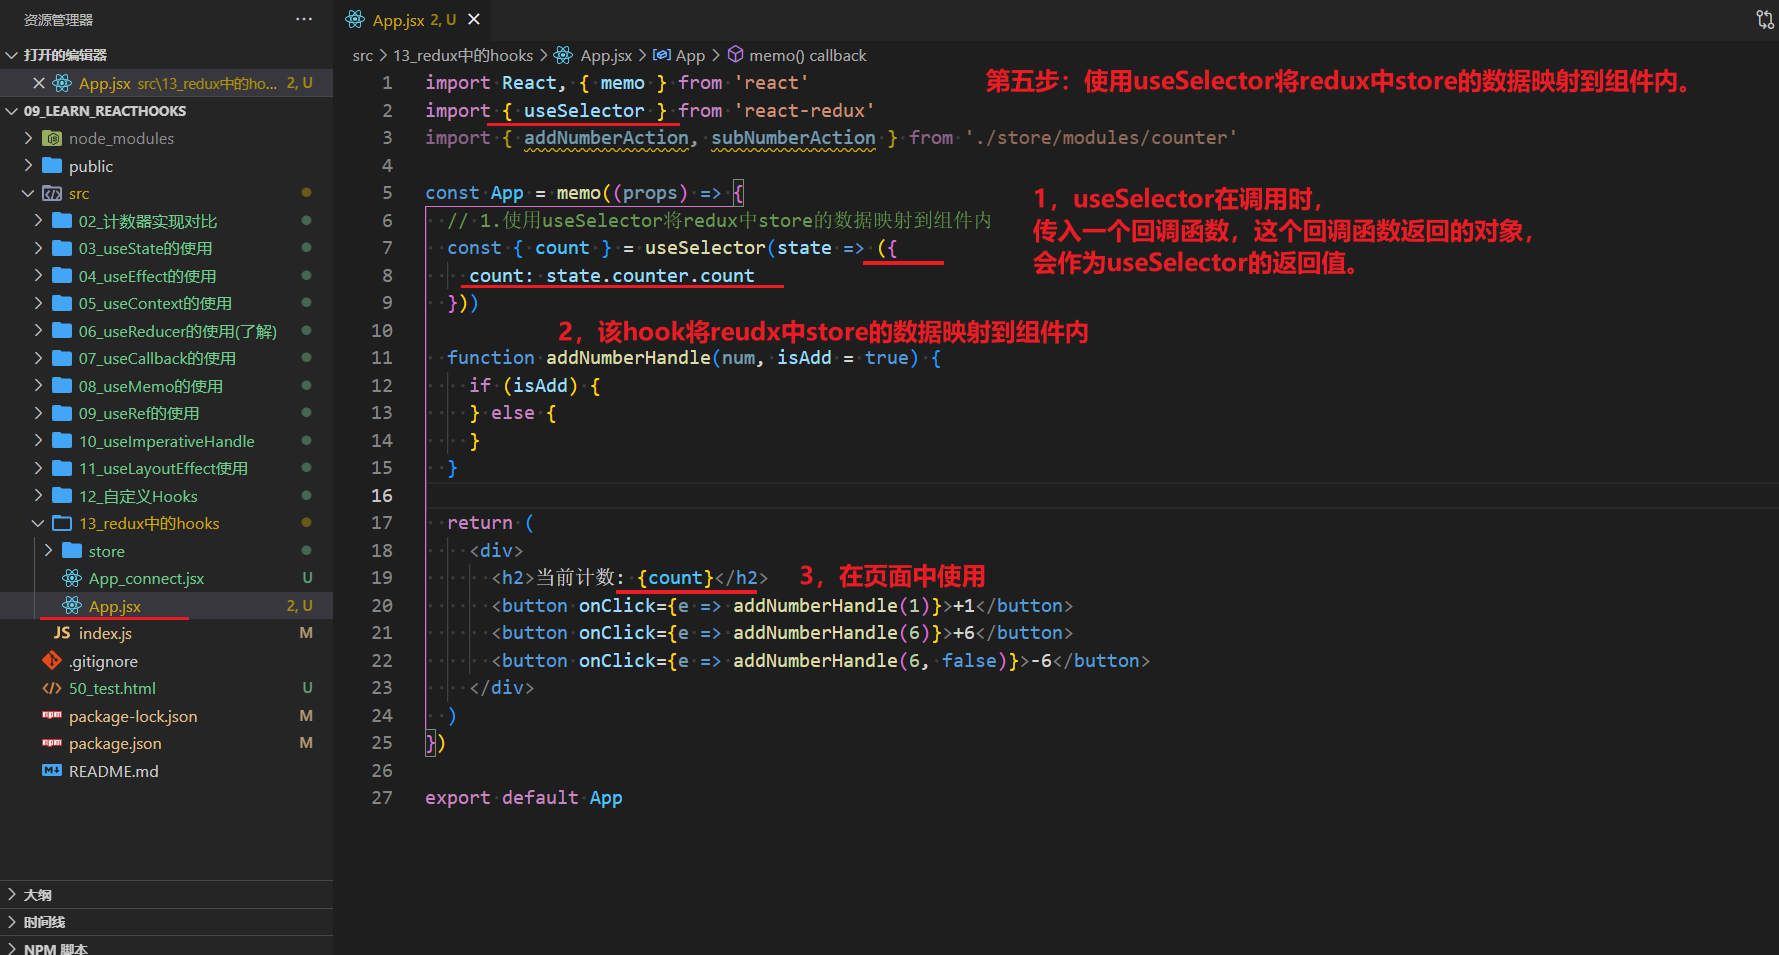 资源管理器
···
App.jsx 2, U
打开的编辑器
App.jsx src\13_redux中的ho... 2, U
09_LEARN_REACTHOOKS
node_modules
public
src
02_计数器实现对比
03_useState的使用
04_useEffect的使用
05_useContext的使用
06_useReducer的使用(了解)
07_useCallback的使用
08_useMemo的使用
09_useRef的使用
10_useImperativeHandle
11_useLayoutEffect使用
12_自定义Hooks
13_redux中的hooks
store
App_connect.jsx U
App.jsx 2, U
JS index.js M
.gitignore
50_test.html U
package-lock.json M
package.json M
README.md
大纲
时间线
NPM 脚本
src > 13_redux中的hooks > App.jsx > App > memo() callback
1 import React, { memo } from 'react'
第五步：使用useSelector将redux中store的数据映射到组件内。
2 import { useSelector } from 'react-redux'
3 import { addNumberAction, subNumberAction } from './store/modules/counter'
4
5 const App = memo((props) => {
6 // 1.使用useSelector将redux中store的数据映射到组件内
7 const { count } = useSelector(state => ({
8 count: state.counter.count
9 }))
1，useSelector在调用时，
传入一个回调函数，这个回调函数返回的对象，
会作为useSelector的返回值。
10
2，该hook将reudx中store的数据映射到组件内
11 function addNumberHandle(num, isAdd = true) {
12 if (isAdd) {
13 } else {
14 }
15 }
16
17 return (
18 <div>
19 <h2>当前计数: {count}</h2>
3，在页面中使用
20 <button onClick={e => addNumberHandle(1)}>+1</button>
21 <button onClick={e => addNumberHandle(6)}>+6</button>
22 <button onClick={e => addNumberHandle(6, false)}>-6</button>
23 </div>
24 )
25 })
26
27 export default App